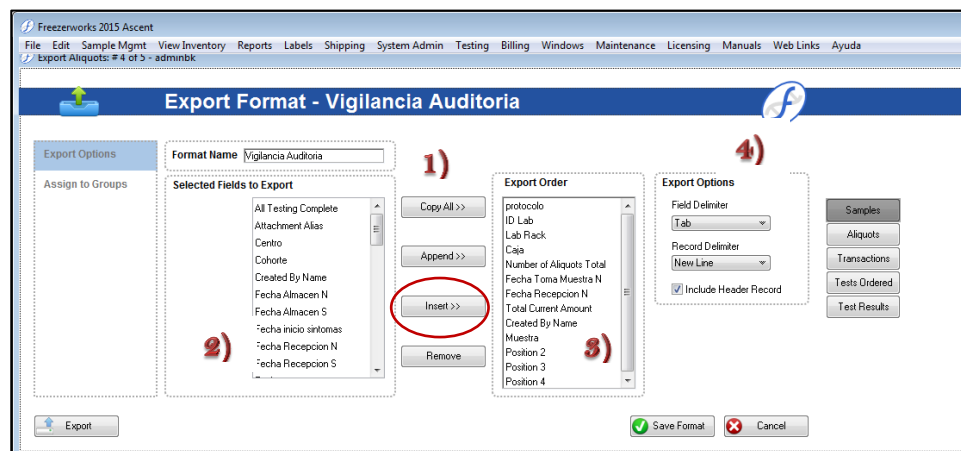 Freezerworks 2015 Ascent
File Edit Sample Mgmt View Inventory Reports Labels Shipping System Admin Testing Billing Windows Maintenance Licensing Manuals Web Links Ayuda
Export Aliquots: # 4 of 5 - adminbk
Export Format - Vigilancia Auditoria
Export Options
Assign to Groups
Format Name Vigilancia Auditoria
Selected Fields to Export
All Testing Complete
Attachment Alias
Centro
Cohorte
Created By Name
Fecha Almacen N
Fecha Almacen S
Fecha inicio sintomas
Fecha Recepcion N
Fecha Recepcion S
2)
1)
Copy All >>
Append >>
Insert >>
Remove
Export Order
protocolo
ID Lab
Lab Rack
Caja
Number of Aliquots Total
Fecha Toma Muestra N
Fecha Recepcion N
Total Current Amount
Created By Name
Muestra
Position 2
Position 3
Position 4
3)
4)
Export Options
Field Delimiter
Tab
Record Delimiter
New Line
Include Header Record
Samples
Aliquots
Transactions
Tests Ordered
Test Results
Export
Save Format
Cancel